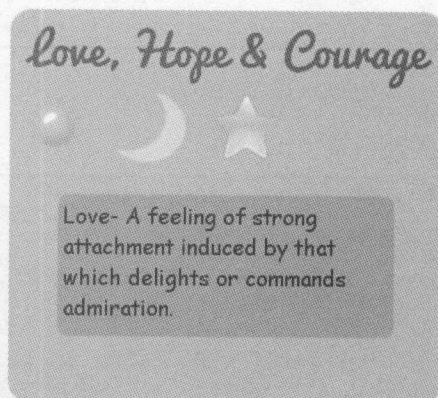 Love, Hope & Courage
Love- A feeling of strong
attachment induced by that
which delights or commands
admiration.